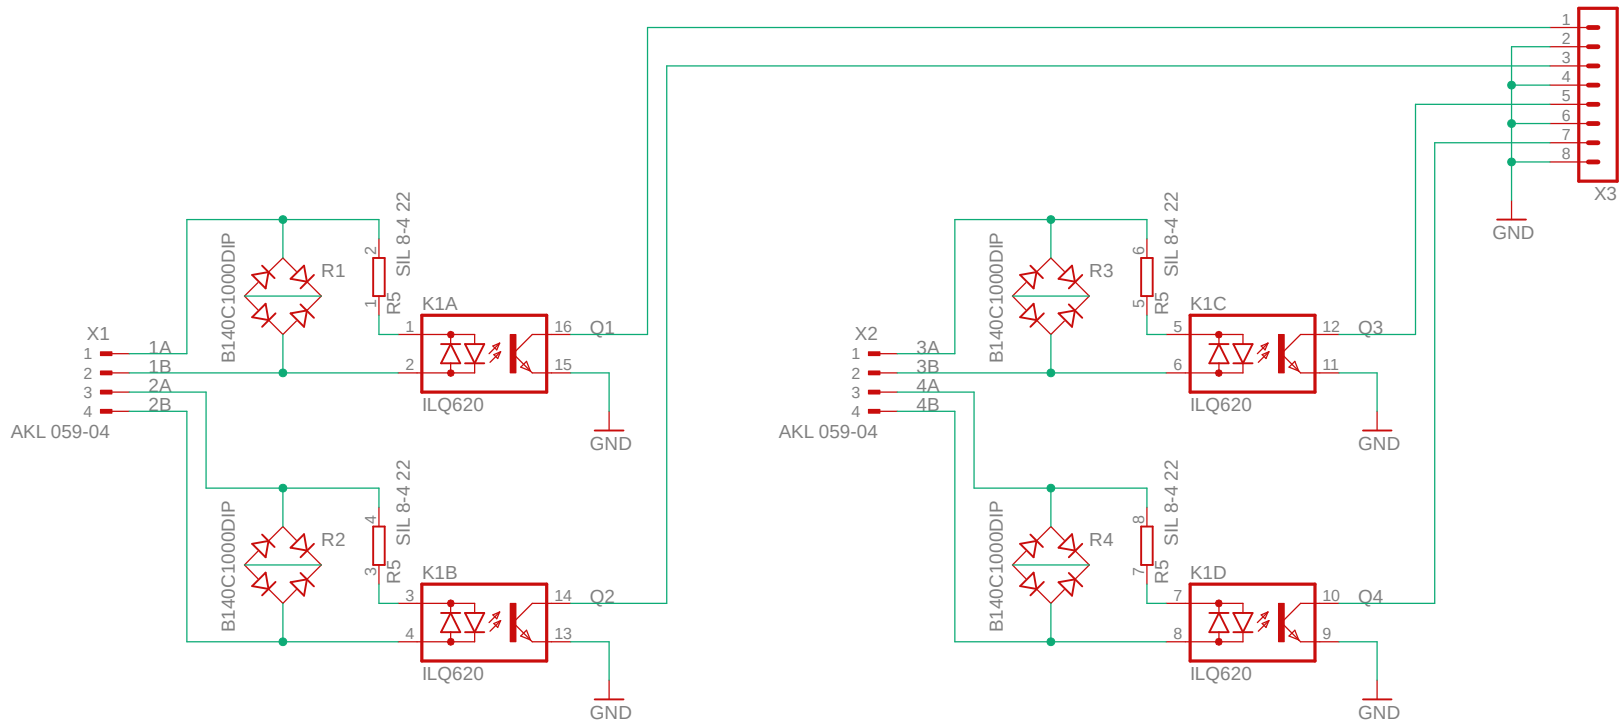 1
2
3
4
5
6
7
8
X3
GND
X1
1
2
3
4
1A
1B
2A
2B
AKL 059-04
B140C1000DIP
R1
2
1
SIL 8-4 22
R5
K1A
1
2
16
15
Q1
ILQ620
GND
B140C1000DIP
R2
4
3
SIL 8-4 22
R5
K1B
3
4
14
13
Q2
ILQ620
GND
X2
1
2
3
4
3A
3B
4A
4B
AKL 059-04
B140C1000DIP
R3
6
5
SIL 8-4 22
R5
K1C
5
6
12
11
Q3
ILQ620
GND
B140C1000DIP
R4
8
7
SIL 8-4 22
R5
K1D
7
8
10
9
Q4
ILQ620
GND